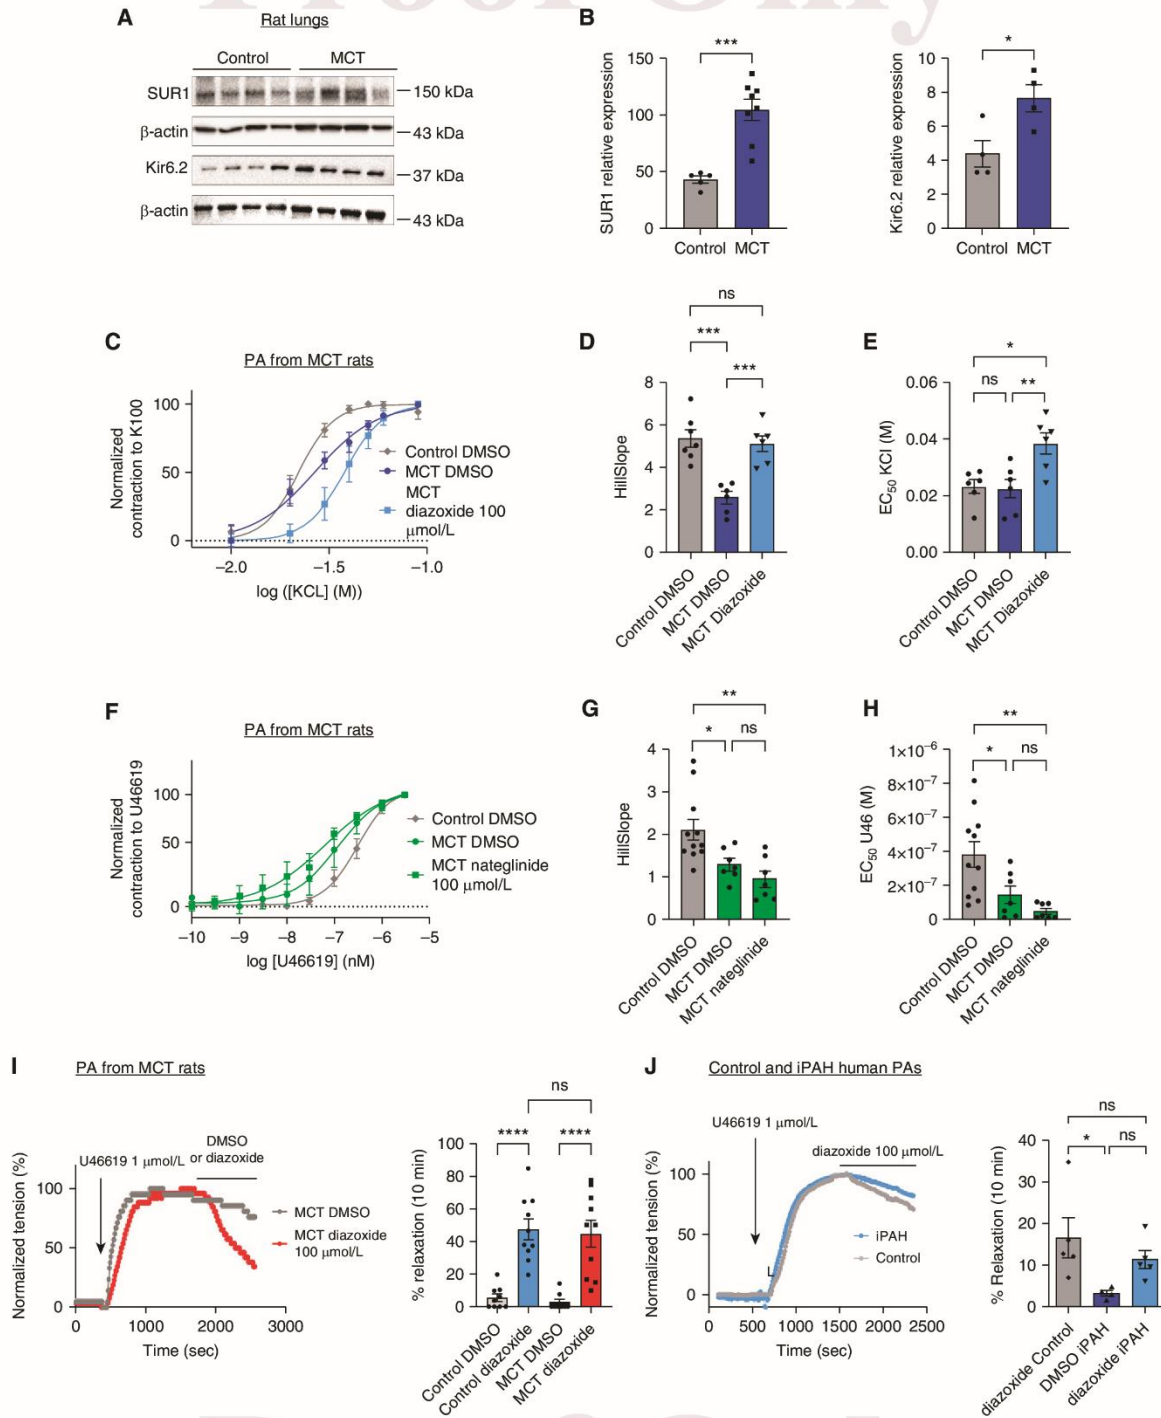 A
Rat lungs
Control
MCT
SUR1
150 kDa
β-actin
43 kDa
Kir6.2
37 kDa
β-actin
43 kDa
B
SUR1 relative expression
150
100
50
0
***
Control MCT
Kir6.2 relative expression
10
8
6
4
2
0
*
Control MCT
C
PA from MCT rats
Normalized
contraction to K100
100
50
0
−2.0
−1.5
−1.0
log ([KCL] (M))
Control DMSO
MCT DMSO
MCT
diazoxide 100
μmol/L
D
HillSlope
8
6
4
2
0
ns
***
***
Control DMSO
MCT DMSO
MCT Diazoxide
E
EC50 KCl (M)
0.06
0.04
0.02
0.00
*
ns
**
Control DMSO
MCT DMSO
MCT Diazoxide
F
PA from MCT rats
Normalized
contraction to U46619
100
50
0
−10
−9
−8
−7
−6
−5
log [U46619] (nM)
Control DMSO
MCT DMSO
MCT nateglinide
100 μmol/L
G
HillSlope
4
3
2
1
0
**
*
ns
Control DMSO
MCT DMSO
MCT nateglinide
H
EC50 U46 (M)
1×10−6
8×10−7
6×10−7
4×10−7
2×10−7
0
**
*
ns
Control DMSO
MCT DMSO
MCT nateglinide
I
PA from MCT rats
Normalized tension (%)
100
50
0
U46619 1 μmol/L
DMSO
or diazoxide
MCT DMSO
MCT diazoxide
100 μmol/L
0
1000
2000
3000
Time (sec)
% relaxation (10 min)
100
80
60
40
20
0
ns
****
****
Control DMSO
Control diazoxide
MCT DMSO
MCT diazoxide
J
Control and iPAH human PAs
Normalized tension (%)
100
50
0
U46619 1 μmol/L
diazoxide 100 μmol/L
iPAH
Control
0
500
1000
1500
2000
2500
Time (sec)
% Relaxation (10 min)
40
30
20
10
0
ns
*
ns
diazoxide Control
DMSO iPAH
diazoxide iPAH